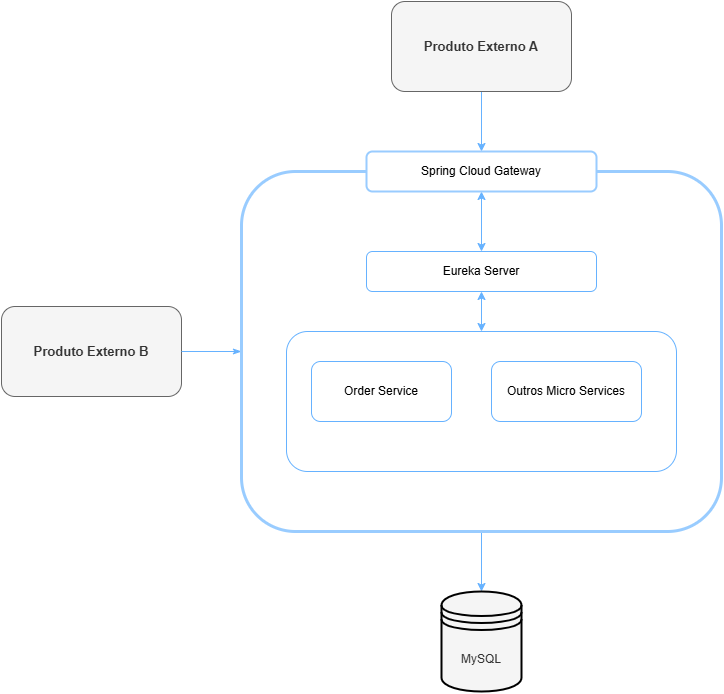 Produto Externo A
Spring Cloud Gateway
Eureka Server
Produto Externo B
Order Service
Outros Micro Services
MySQL